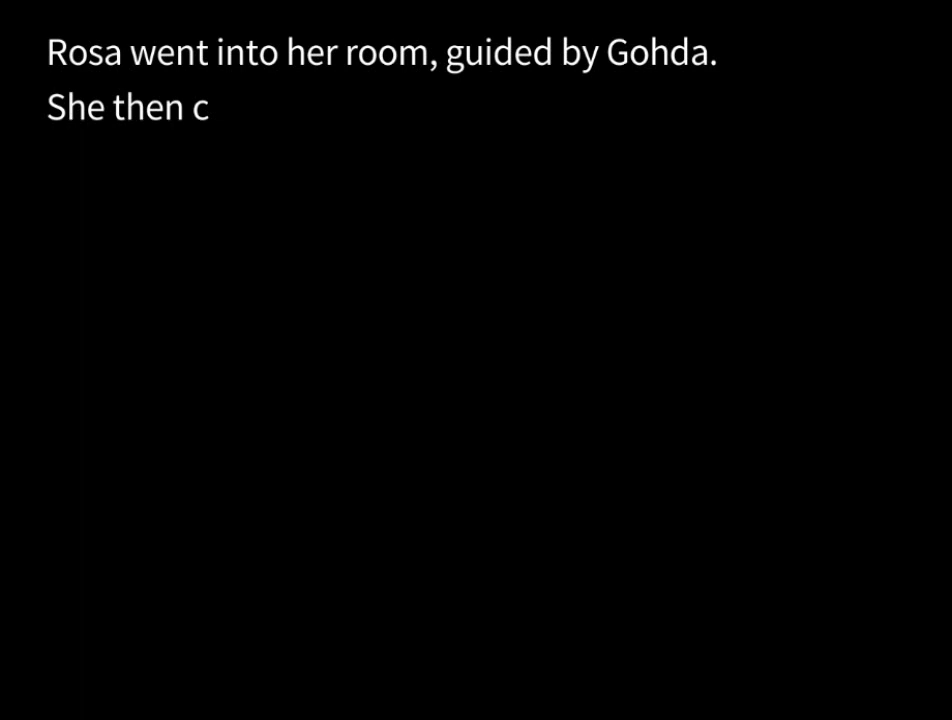 Rosa went into her room, guided by Gohda.
She then c